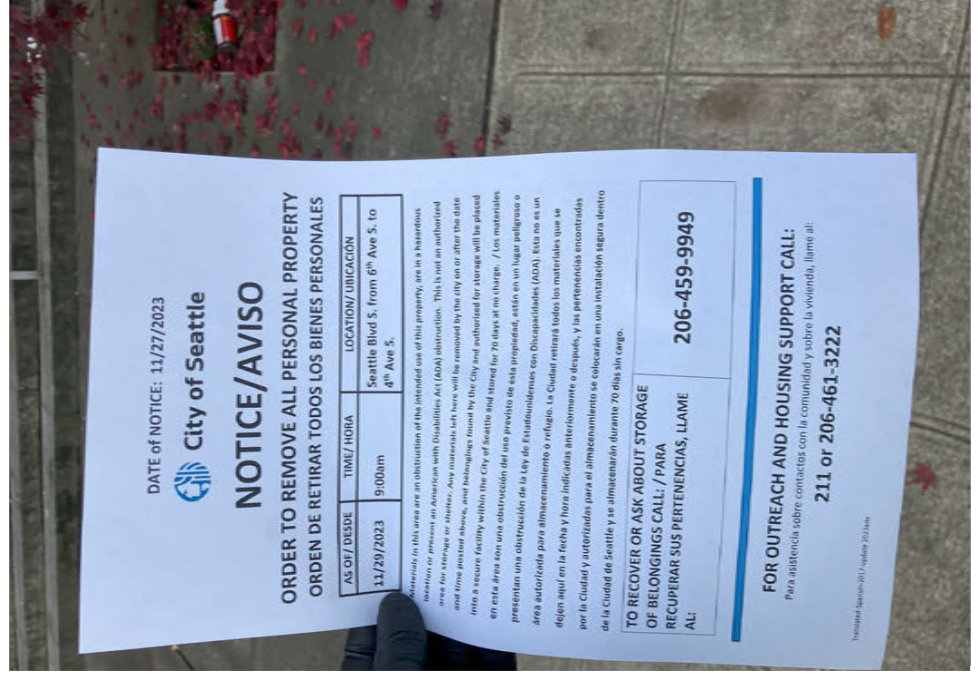 DATE of NOTICE: 11/27/2023
City of Seattle
NOTICE/AVISO
ORDER TO REMOVE ALL PERSONAL PROPERTY
ORDEN DE RETIRAR TODOS LOS BIENES PERSONALES
AS OF/ DESDE TIME/ HORA LOCATION/ UBICACIÓN
11/29/2023 9:00am Seattle Blvd S. from 6th Ave S. to
4th Ave S.
Materials in this area are an obstruction of the intended use of this property, are in a hazardous
location or present an American with Disabilities Act (ADA) obstruction. This is not an authorized
area for storage or shelter. Any materials left here will be removed by the city on or after the date
and time posted above, and belongings found by the City and authorized for storage will be placed
into a secure facility within the City of Seattle and stored for 70 days at no charge. / Los materiales
en esta área son una obstrucción del uso previsto de esta propiedad, están en un lugar peligroso o
presentan una obstrucción de la Ley de Estadounidenses con Discapacidades (ADA). Esta no es un
área autorizada para almacenamiento o refugio. La Ciudad retirará todos los materiales que se
dejen aquí en la fecha y hora indicadas anteriormente o después, y las pertenencias encontradas
por la Ciudad y autorizadas para el almacenamiento se colocarán en una instalación segura dentro
de la Ciudad de Seattle y se almacenarán durante 70 días sin cargo.
TO RECOVER OR ASK ABOUT STORAGE
OF BELONGINGS CALL: / PARA
RECUPERAR SUS PERTENENCIAS, LLAME
AL:
206-459-9949
FOR OUTREACH AND HOUSING SUPPORT CALL:
Para asistencia sobre contactos con la comunidad y sobre la vivienda, llame al:
211 or 206-461-3222
Translated-Spanish-2017-update